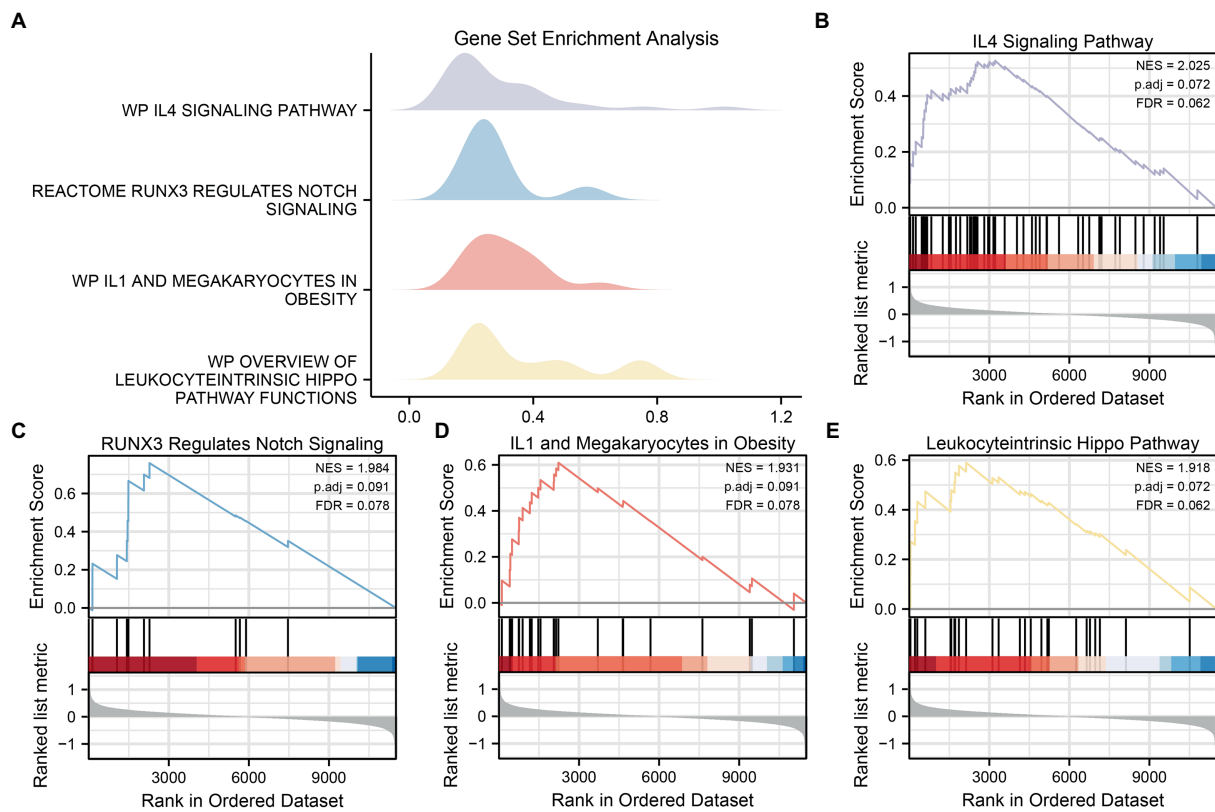 A
Gene Set Enrichment Analysis
WP IL4 SIGNALING PATHWAY
REACTOME RUNX3 REGULATES NOTCH
SIGNALING
WP IL1 AND MEGAKARYOCYTES IN
OBESITY
WP OVERVIEW OF
LEUKOCYTEINTRINSIC HIPPO
PATHWAY FUNCTIONS
0.0 0.4 0.8 1.2
B
IL4 Signaling Pathway
NES = 2.025
p.adj = 0.072
FDR = 0.062
Enrichment Score
0.4
0.2
0.0
Ranked list metric
1
0
−1
3000 6000 9000
Rank in Ordered Dataset
C
RUNX3 Regulates Notch Signaling
NES = 1.984
p.adj = 0.091
FDR = 0.078
Enrichment Score
0.6
0.4
0.2
0.0
Ranked list metric
1
0
−1
3000 6000 9000
Rank in Ordered Dataset
D
IL1 and Megakaryocytes in Obesity
NES = 1.931
p.adj = 0.091
FDR = 0.078
Enrichment Score
0.6
0.4
0.2
0.0
Ranked list metric
1
0
−1
3000 6000 9000
Rank in Ordered Dataset
E
Leukocyteintrinsic Hippo Pathway
NES = 1.918
p.adj = 0.072
FDR = 0.062
Enrichment Score
0.6
0.4
0.2
0.0
Ranked list metric
1
0
−1
3000 6000 9000
Rank in Ordered Dataset